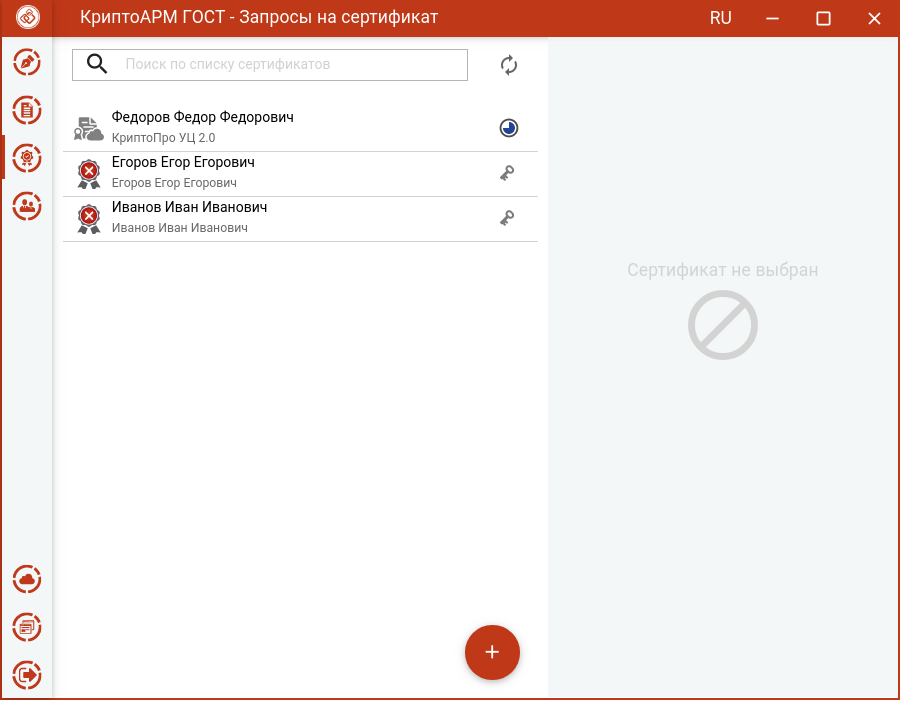 КриптоАРМ ГОСТ - Запросы на сертификат
RU
Поиск по списку сертификатов
Федоров Федор Федорович
КриптоПро УЦ 2.0
Егоров Егор Егорович
Егоров Егор Егорович
Иванов Иван Иванович
Иванов Иван Иванович
Сертификат не выбран